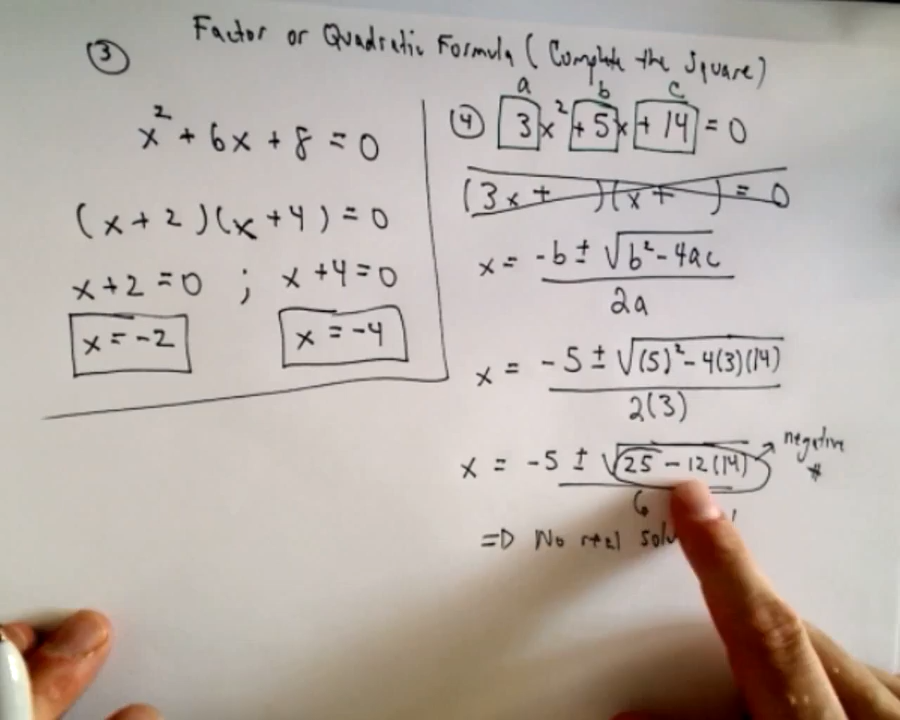 Factor or Quadratic Formula (Complete the Square)
③
x² + 6x + 8 = 0
(x + 2)(x + 4) = 0
x + 2 = 0 ; x + 4 = 0
x = -2 x = -4
a b c
④ 3x² + 5x + 14 = 0
(3x + )(x + ) = 0
x = -b ± √b² - 4ac
2a
x = -5 ± √(5)² - 4(3)(14)
2(3)
negative
*
x = -5 ± √25 - 12(14)
6
⇒ No real